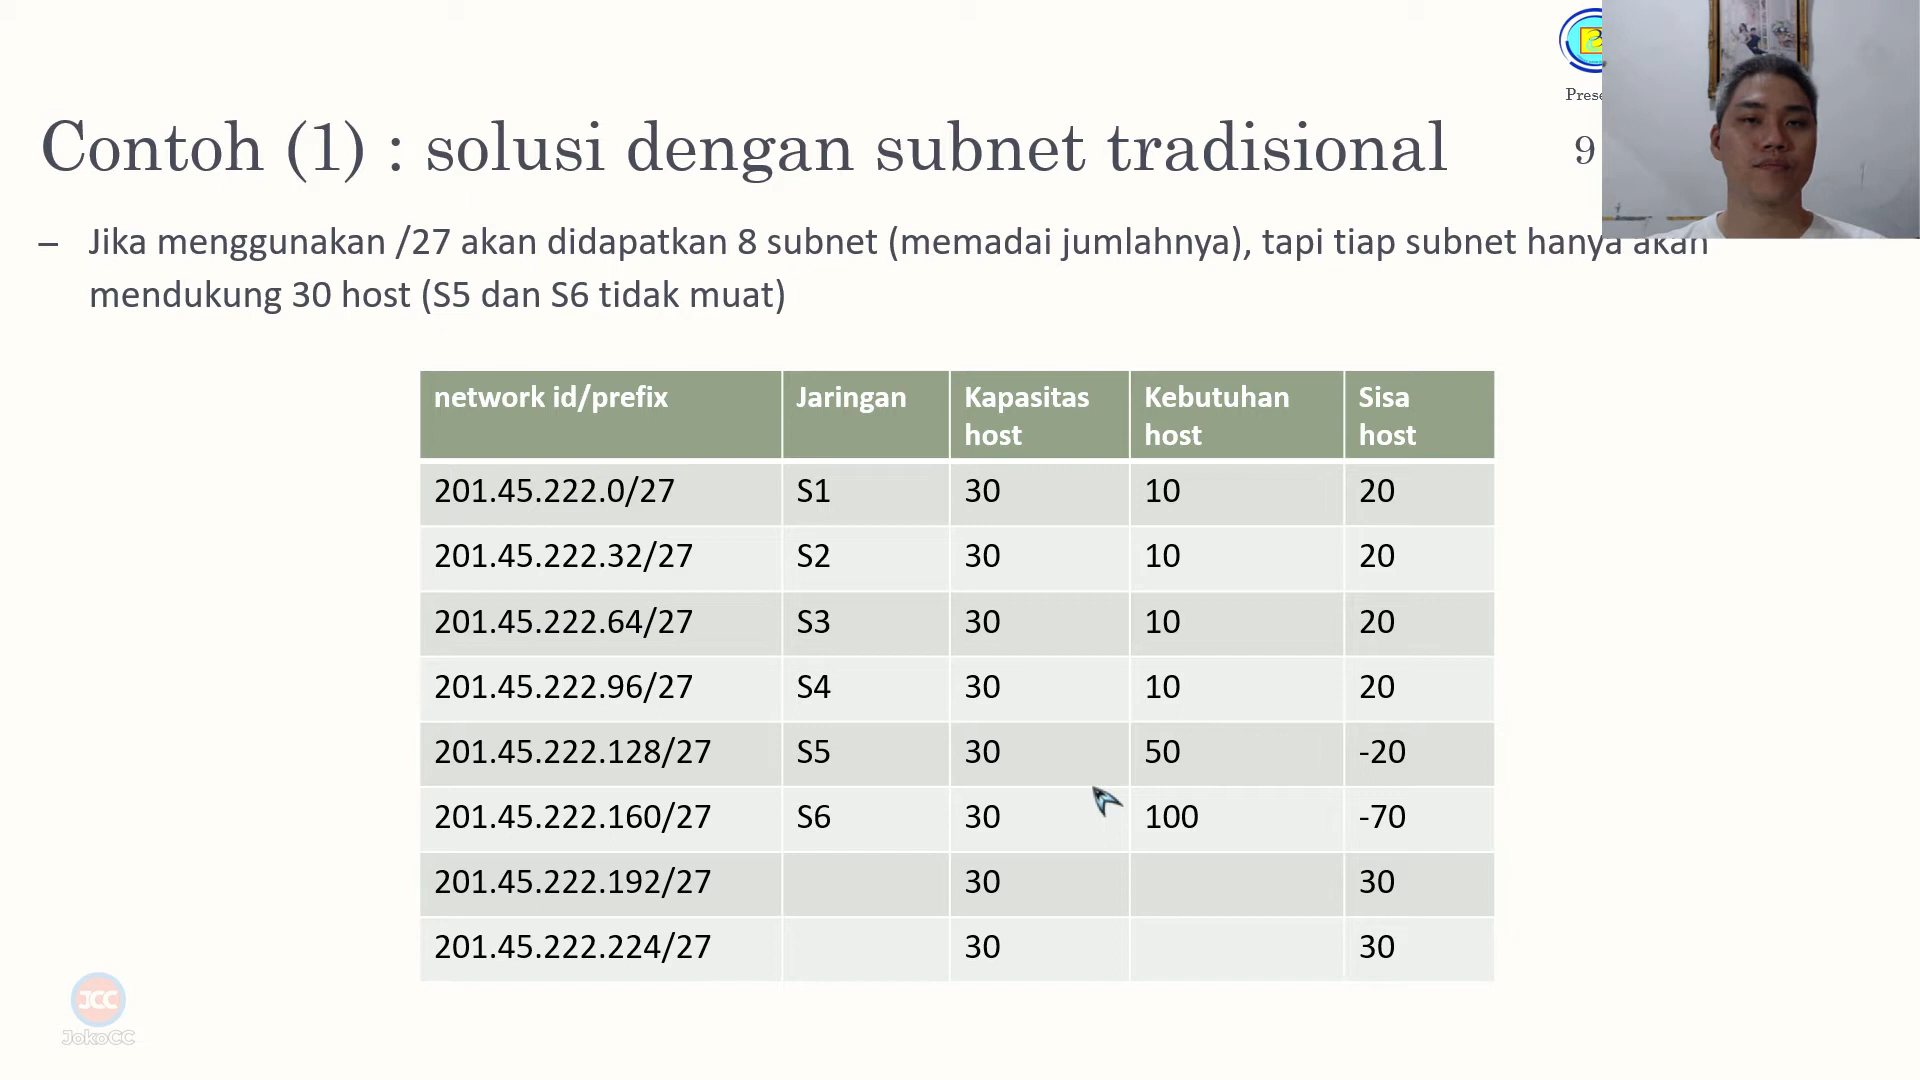 Prese
Contoh (1) : solusi dengan subnet tradisional
9
– Jika menggunakan /27 akan didapatkan 8 subnet (memadai jumlahnya), tapi tiap subnet hanya akan
mendukung 30 host (S5 dan S6 tidak muat)
network id/prefix Jaringan Kapasitas host Kebutuhan host Sisa host
201.45.222.0/27 S1 30 10 20
201.45.222.32/27 S2 30 10 20
201.45.222.64/27 S3 30 10 20
201.45.222.96/27 S4 30 10 20
201.45.222.128/27 S5 30 50 -20
201.45.222.160/27 S6 30 100 -70
201.45.222.192/27 30 30
201.45.222.224/27 30 30
JCC
JokoCC